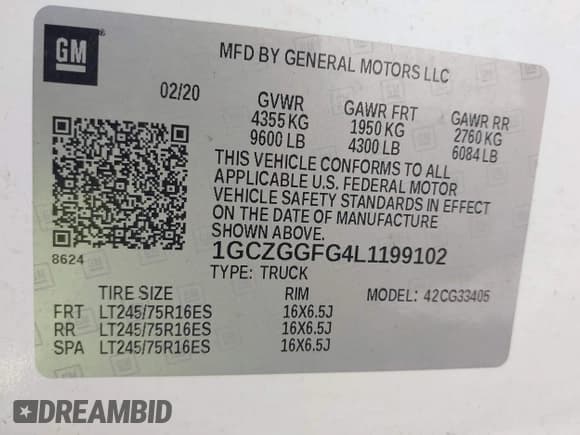 GM
MFD BY GENERAL MOTORS LLC
02/20 GVWR GAWR FRT GAWR RR
4355 KG 1950 KG 2760 KG
9600 LB 4300 LB 6084 LB
THIS VEHICLE CONFORMS TO ALL
APPLICABLE U.S. FEDERAL MOTOR
VEHICLE SAFETY STANDARDS IN EFFECT
ON THE DATE OF MANUFACTURE
SHOWN ABOVE.
8624 1GCZGGFG4L1199102
TYPE: TRUCK
TIRE SIZE RIM MODEL: 42CG33405
FRT LT245/75R16ES 16X6.5J
RR LT245/75R16ES 16X6.5J
SPA LT245/75R16ES 16X6.5J
DREAMBID